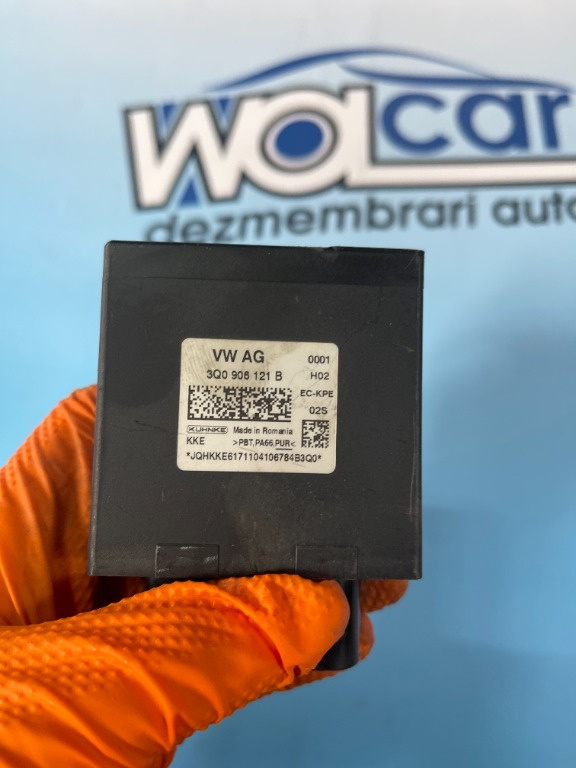 WOLcar
dezmembrari auto
VW AG 0001
3Q0 906 121 B H02
EC-KPE
02S
KUHNKE Made in Romania
KKE >PBT,PA66,PUR<
*JQHKKE6171104106784B3Q0*